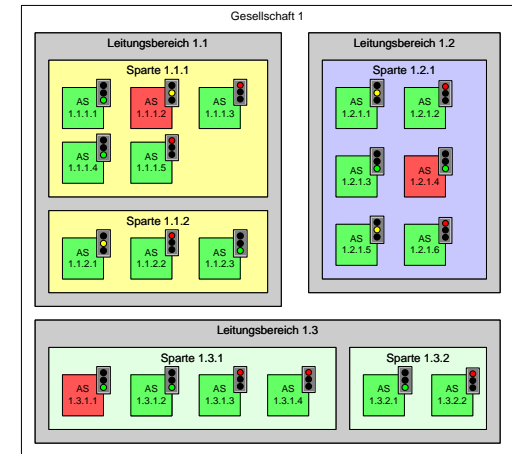 Gesellschaft 1
Leitungsbereich 1.1
Sparte 1.1.1
AS
1.1.1.1
AS
1.1.1.2
AS
1.1.1.3
AS
1.1.1.4
AS
1.1.1.5
Sparte 1.1.2
AS
1.1.2.1
AS
1.1.2.2
AS
1.1.2.3
Leitungsbereich 1.2
Sparte 1.2.1
AS
1.2.1.1
AS
1.2.1.2
AS
1.2.1.3
AS
1.2.1.4
AS
1.2.1.5
AS
1.2.1.6
Leitungsbereich 1.3
Sparte 1.3.1
AS
1.3.1.1
AS
1.3.1.2
AS
1.3.1.3
AS
1.3.1.4
Sparte 1.3.2
AS
1.3.2.1
AS
1.3.2.2